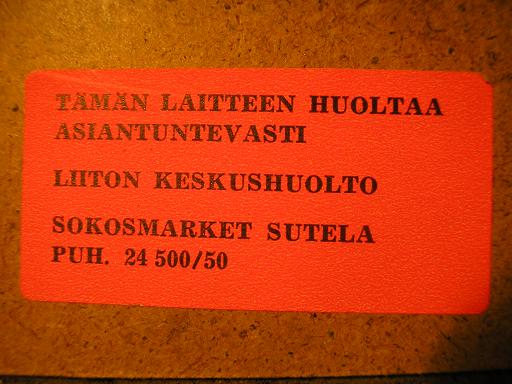 TÄMÄN LAITTEEN HUOLTAA
ASIANTUNTEVASTI
LIITON KESKUSHUOLTO
SOKOSMARKET SUTELA
PUH. 24 500/50